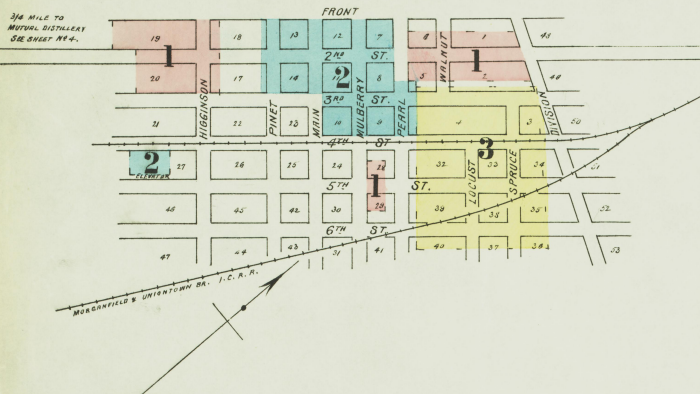 FRONT
3/4 MILE TO
MUTUAL DISTILLERY
SEE SHEET No 4.
19 18 13 12 7 4 1 45
1 2ND ST. WALNUT 1
20 17 14 11 2 8 5 2
HIGGINSON PINET MAIN 3RD MULBERRY ST. PEARL DIVISION
21 22 23 10 9 4 3 50
4TH ST 3
2 27 26 25 24 32 33 34 51
ELEVATOR
5TH 1 ST. LOCUST SPRUCE
46 45 42 30 29 39 38 35 52
6TH ST.
47 44 43 31 41 40 37 36 53
MORGANFIELD & UNIONTOWN BR. I.C.R.R.